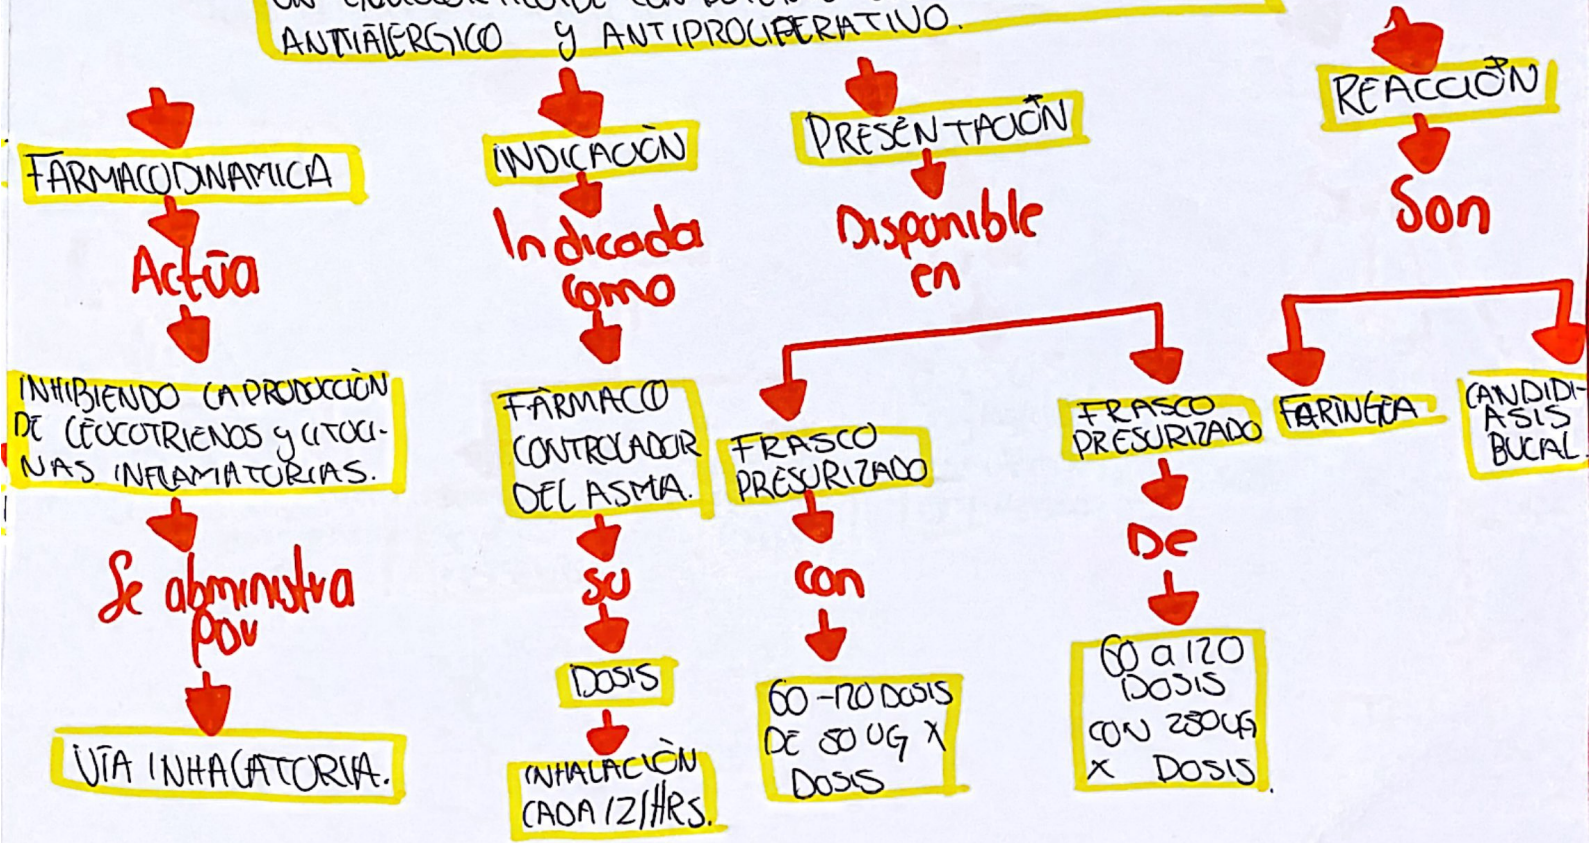 UN
ANTIALERGICO y ANTIPROLIFERATIVO.
FARMACODINAMICA
Actúa
INHIBIENDO LA PRODUCCIÓN
DE LEUCOTRIENOS y CITOCI-
NAS INFLAMATORIAS.
Se administra
por
VÍA INHALATORIA.
INDICACIÓN
Indicada
como
FÁRMACO
CONTROLADOR
DEL ASMA.
su
DOSIS
INHALACIÓN
CADA 12/HRS.
PRESENTACIÓN
Disponible
en
FRASCO
PRESURIZADO
con
60-120 DOSIS
DE 50 UG X
DOSIS
FRASCO
PRESURIZADO
DE
60 a 120
DOSIS
CON 250UG
X DOSIS.
REACCIÓN
Son
FARÍNGEA
CANDIDI-
ASIS
BUCAL.